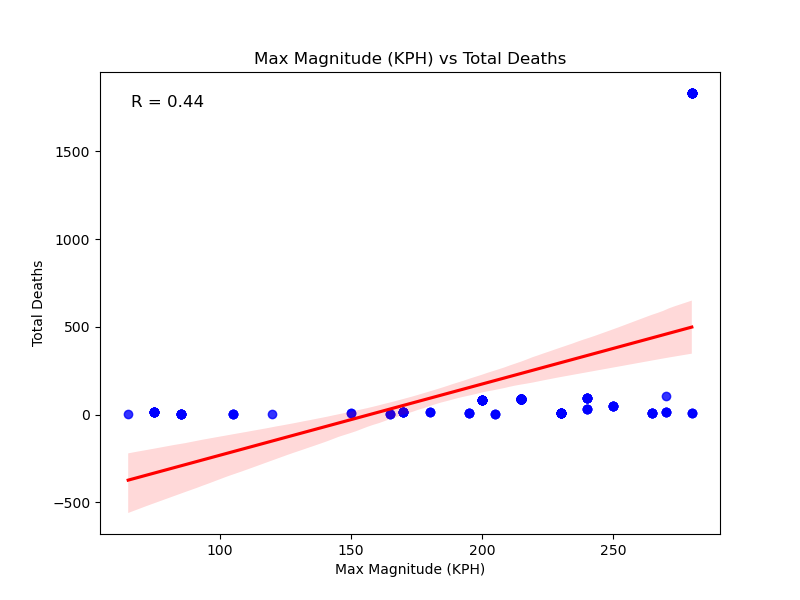 Max Magnitude (KPH) vs Total Deaths
R = 0.44
1500
1000
500
0
−500
Total Deaths
100 150 200 250
Max Magnitude (KPH)